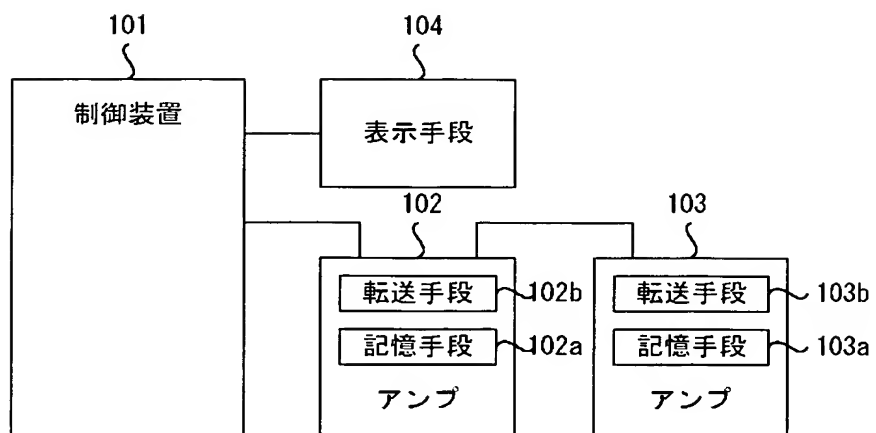 101
104
制御装置
表示手段
102
103
転送手段
102b
転送手段
103b
記憶手段
102a
記憶手段
103a
アンプ
アンプ